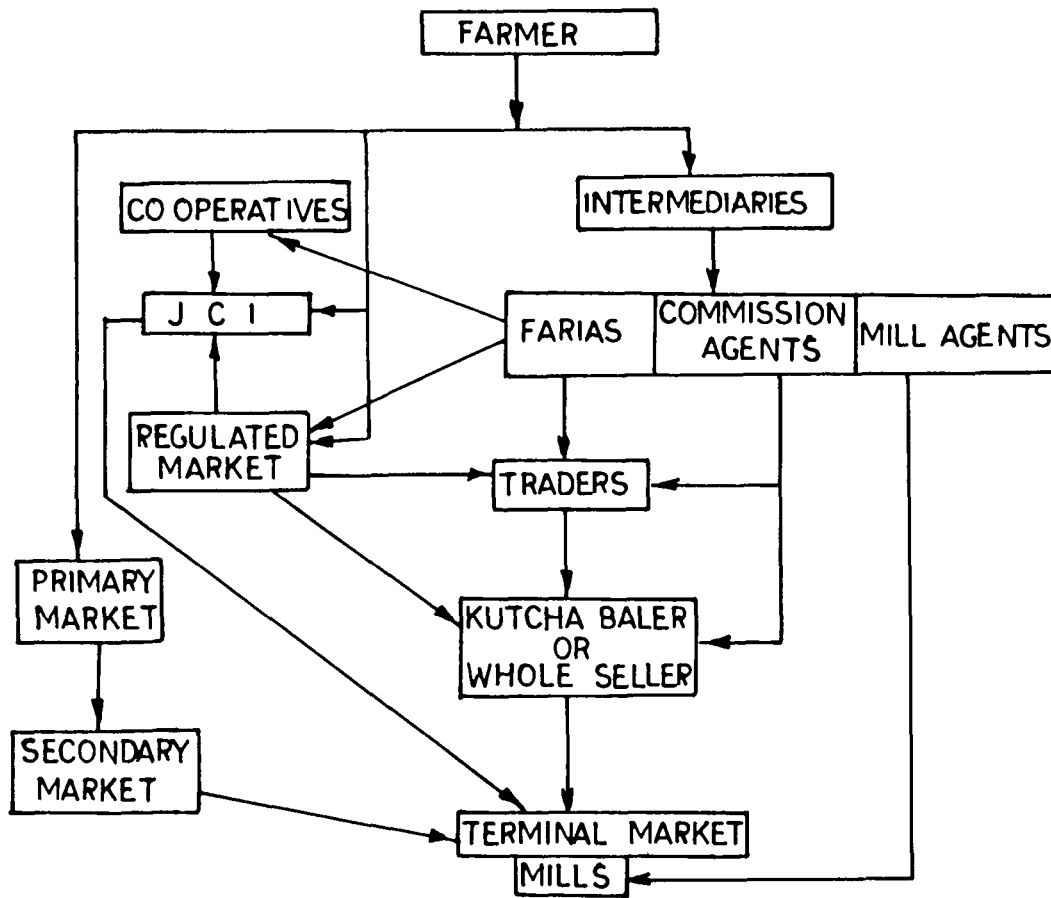 FARMER
CO OPERATIVES
INTERMEDIARIES
J C I
FARIAS
COMMISSION
AGENTS
MILL AGENTS
REGULATED
MARKET
TRADERS
PRIMARY
MARKET
KUTCHA BALER
OR
WHOLE SELLER
SECONDARY
MARKET
TERMINAL MARKET
MILLS